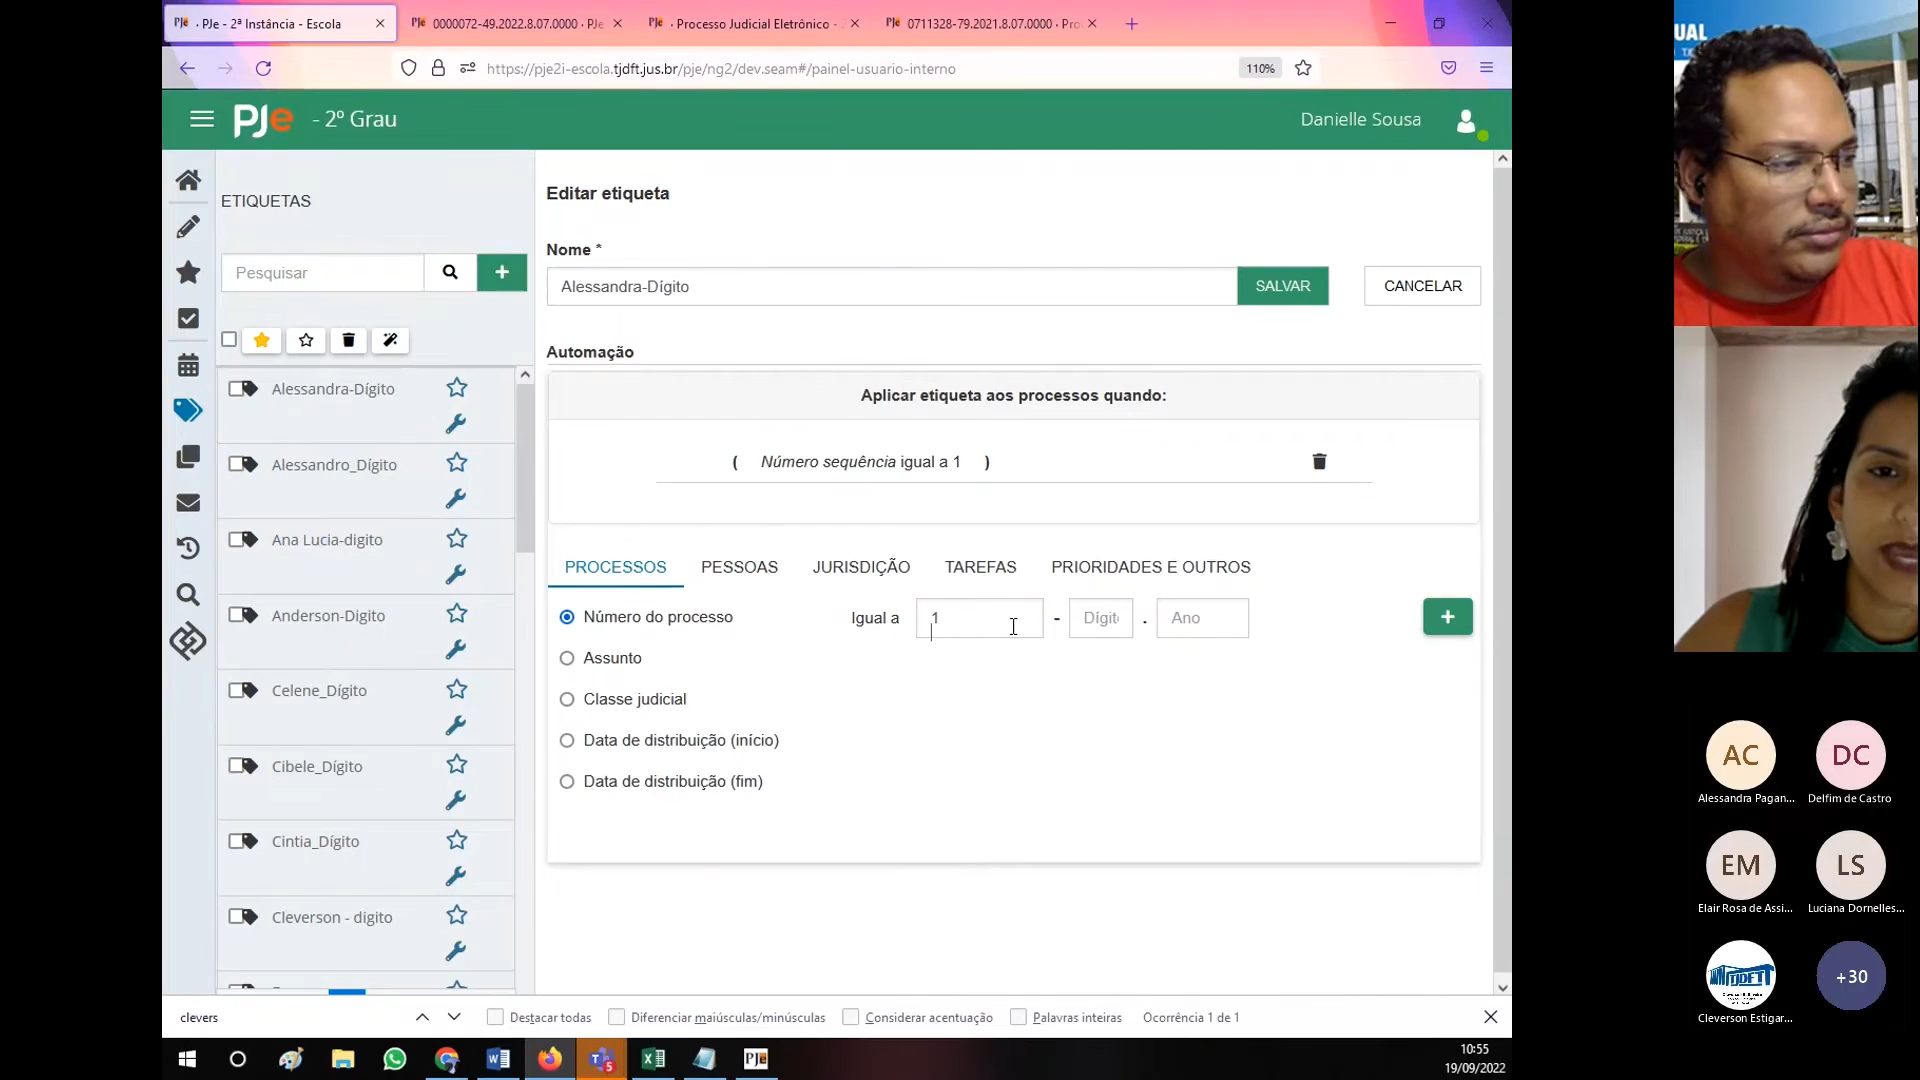 PJe - 2ª Instância - Escola
0000072-49.2022.8.07.0000 · PJe
· Processo Judicial Eletrônico -
0711328-79.2021.8.07.0000 · Pro
https://pje2i-escola.tjdft.jus.br/pje/ng2/dev.seam#/painel-usuario-interno
110%
PJe - 2º Grau
Danielle Sousa
ETIQUETAS
Pesquisar
Alessandra-Dígito
Alessandro_Dígito
Ana Lucia-digito
Anderson-Digito
Celene_Dígito
Cibele_Dígito
Cintia_Dígito
Cleverson - digito
Editar etiqueta
Nome *
Alessandra-Dígito
SALVAR
CANCELAR
Automação
Aplicar etiqueta aos processos quando:
( Número sequência igual a 1 )
PROCESSOS PESSOAS JURISDIÇÃO TAREFAS PRIORIDADES E OUTROS
Número do processo Igual a 1 - Dígit . Ano
Assunto
Classe judicial
Data de distribuição (início)
Data de distribuição (fim)
clevers
Destacar todas
Diferenciar maiúsculas/minúsculas
Considerar acentuação
Palavras inteiras
Ocorrência 1 de 1
PJe
10:55
19/09/2022
UAL
AC
Alessandra Pagan...
DC
Delfim de Castro
EM
Elair Rosa de Assi...
LS
Luciana Dornelles...
TJDFT
Cleverson Estigar...
+30